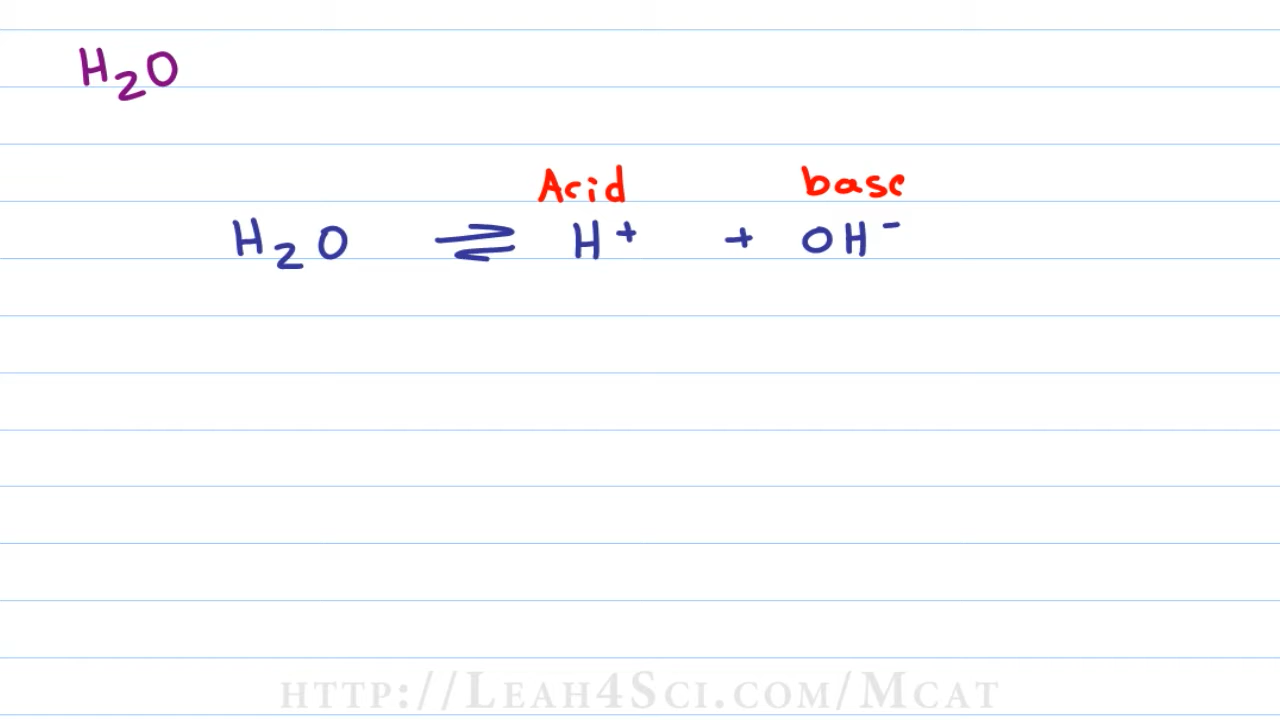 H₂O
Acid base
H₂O ⇌ H⁺ + OH⁻
HTTP://LEAH4SCI.COM/MCAT